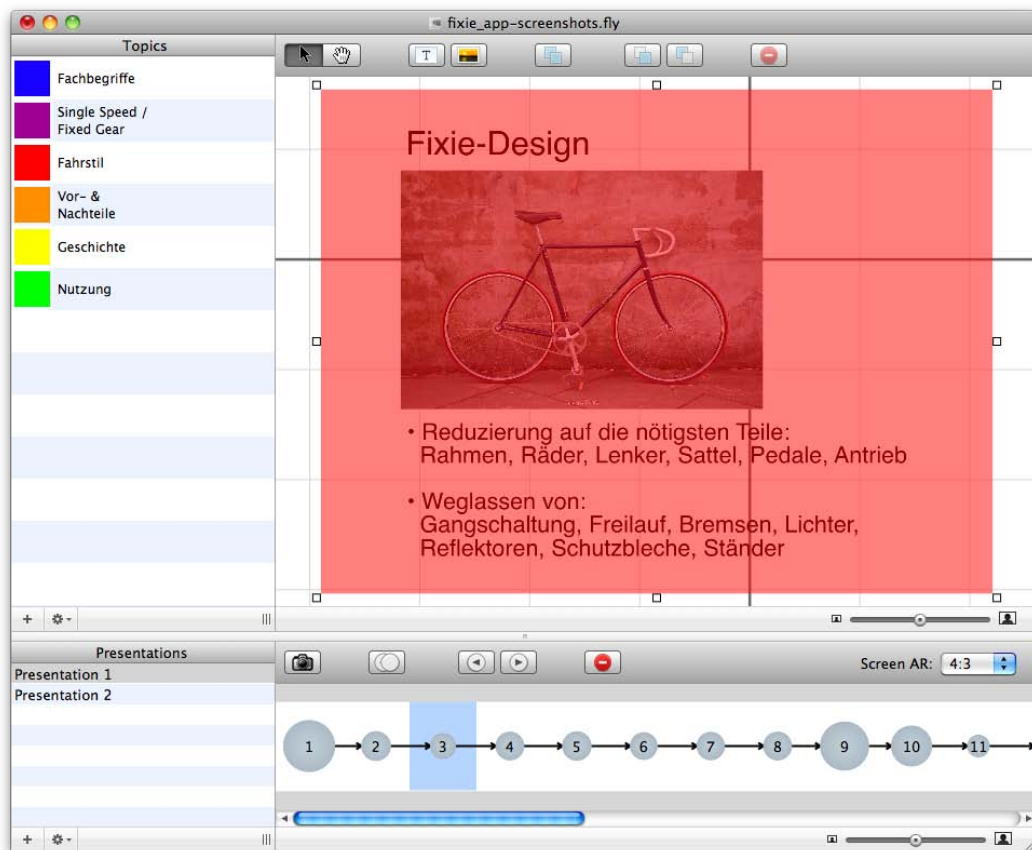 fixie_app-screenshots.fly
Topics
Fachbegriffe
Single Speed /
Fixed Gear
Fahrstil
Vor- &
Nachteile
Geschichte
Nutzung
T
Fixie-Design
• Reduzierung auf die nötigsten Teile:
Rahmen, Räder, Lenker, Sattel, Pedale, Antrieb
• Weglassen von:
Gangschaltung, Freilauf, Bremsen, Lichter,
Reflektoren, Schutzbleche, Ständer
Presentations
Presentation 1
Presentation 2
Screen AR: 4:3
1 2 3 4 5 6 7 8 9 10 11